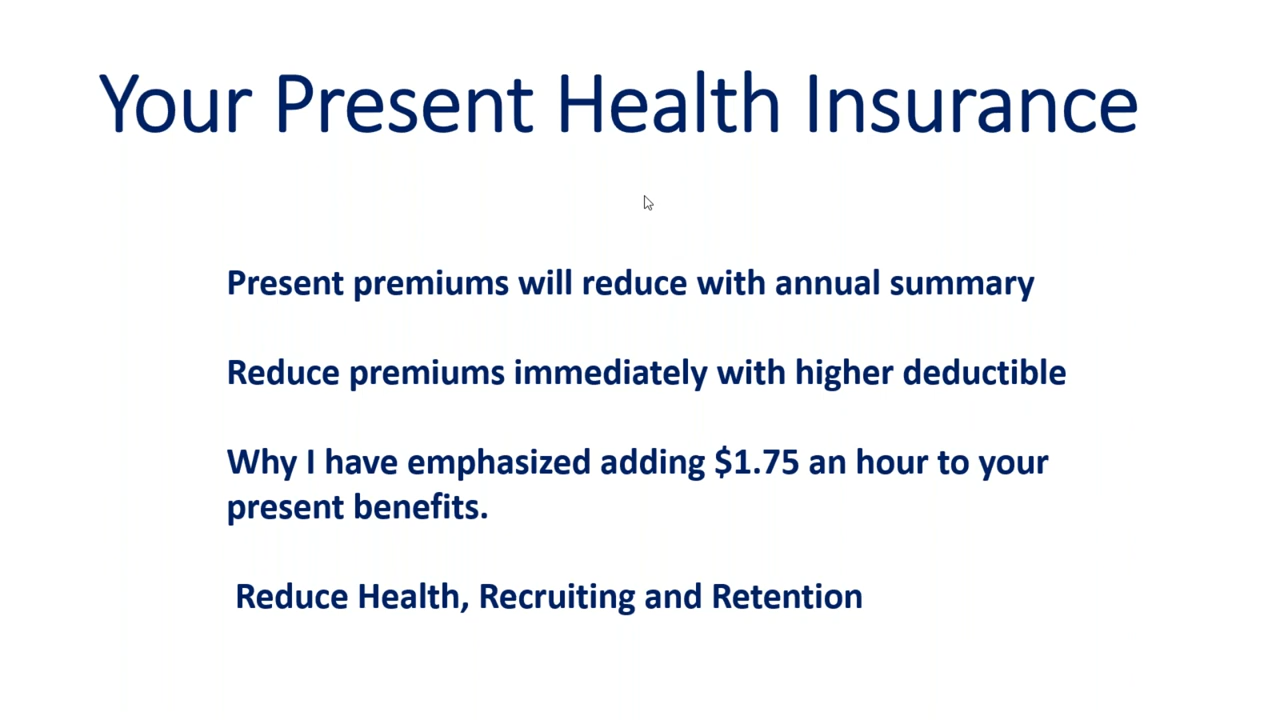 Your Present Health Insurance
Present premiums will reduce with annual summary
Reduce premiums immediately with higher deductible
Why I have emphasized adding $1.75 an hour to your
present benefits.
Reduce Health, Recruiting and Retention